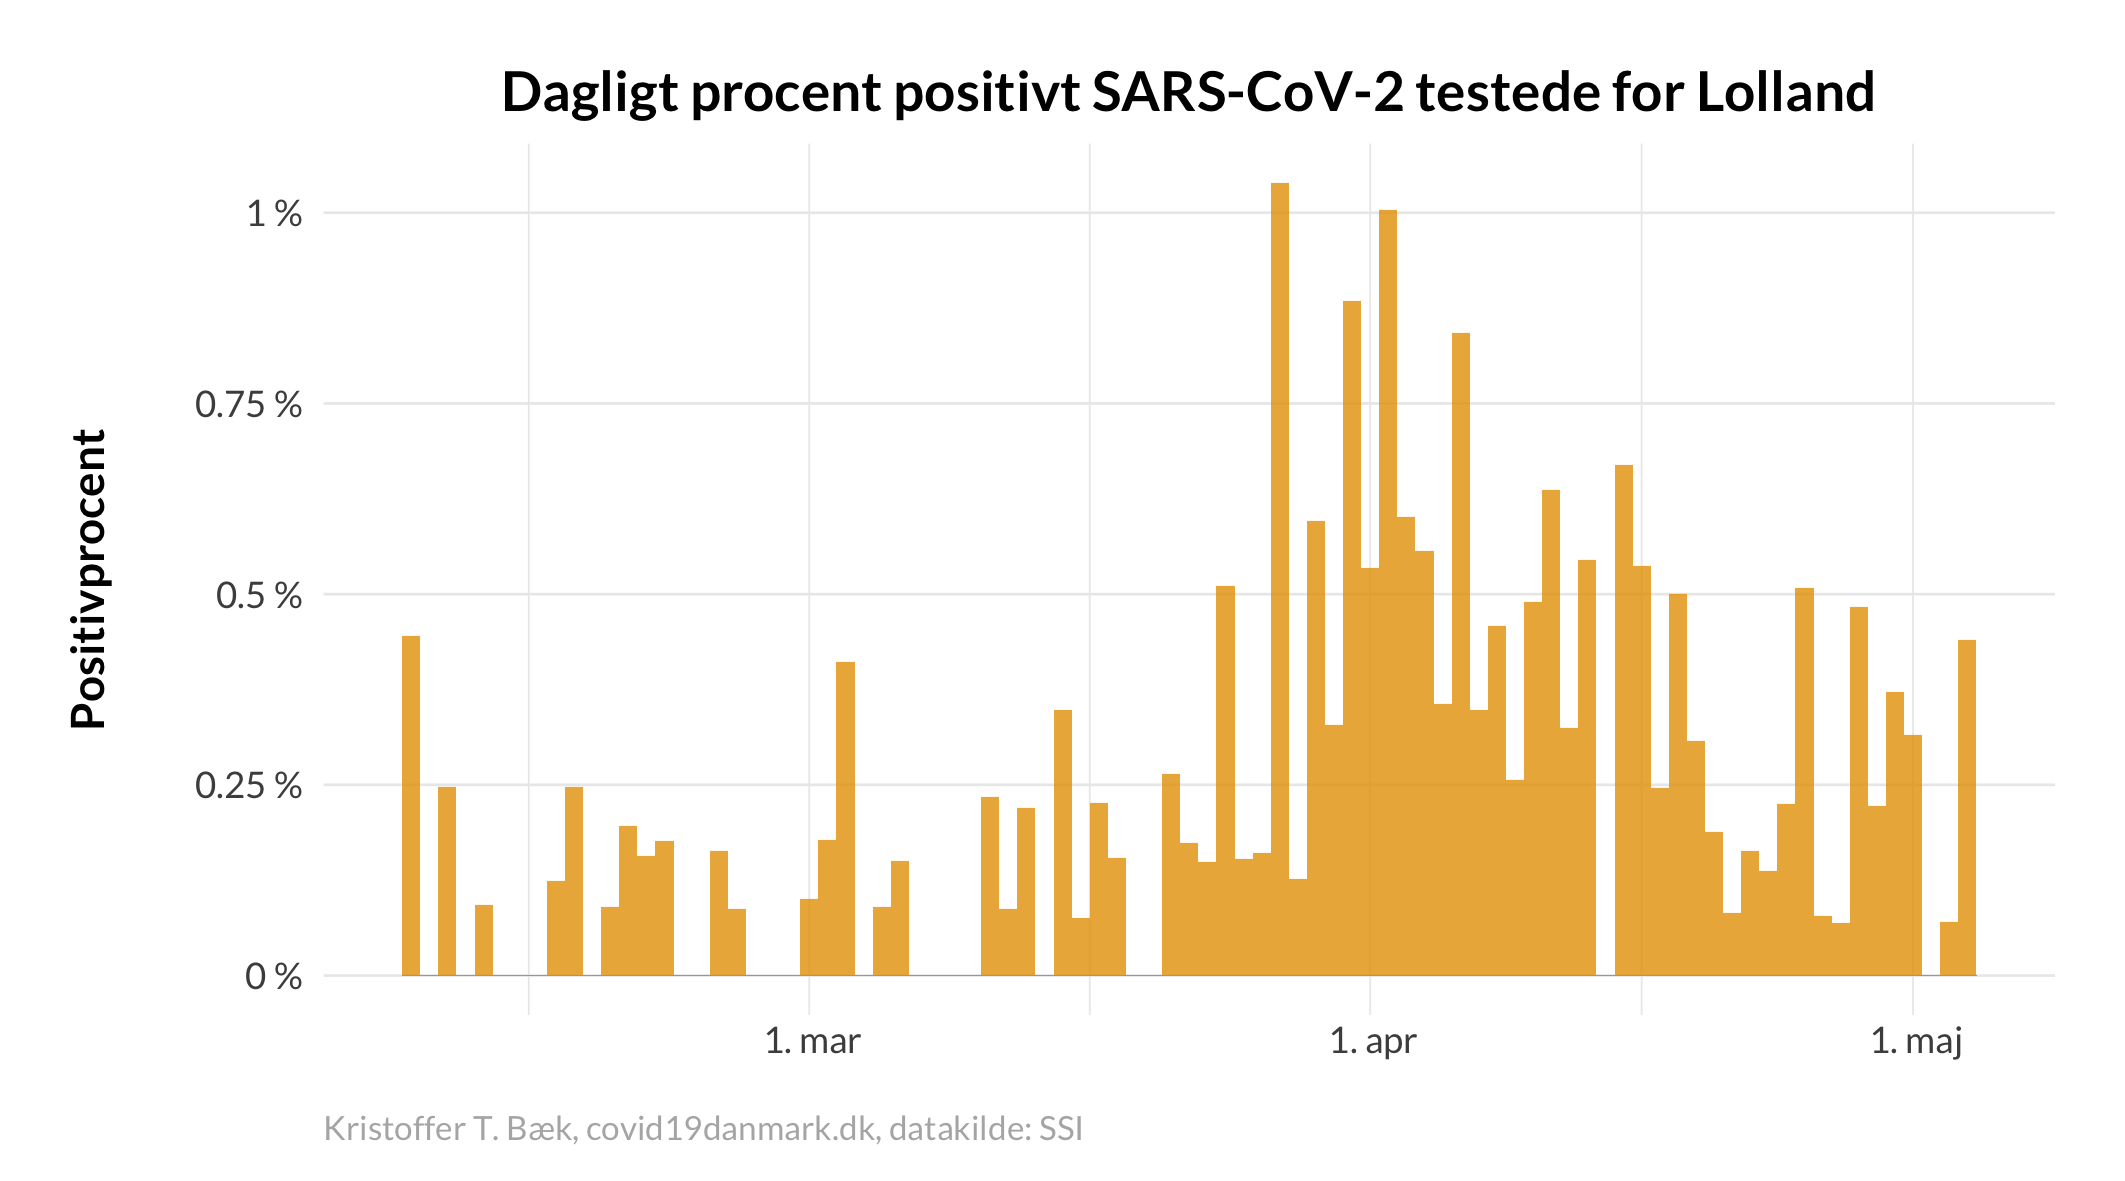 Dagligt procent positivt SARS-CoV-2 testede for Lolland
Positivprocent
1 %
0.75 %
0.5 %
0.25 %
0 %
1. mar
1. apr
1. maj
Kristoffer T. Bæk, covid19danmark.dk, datakilde: SSI